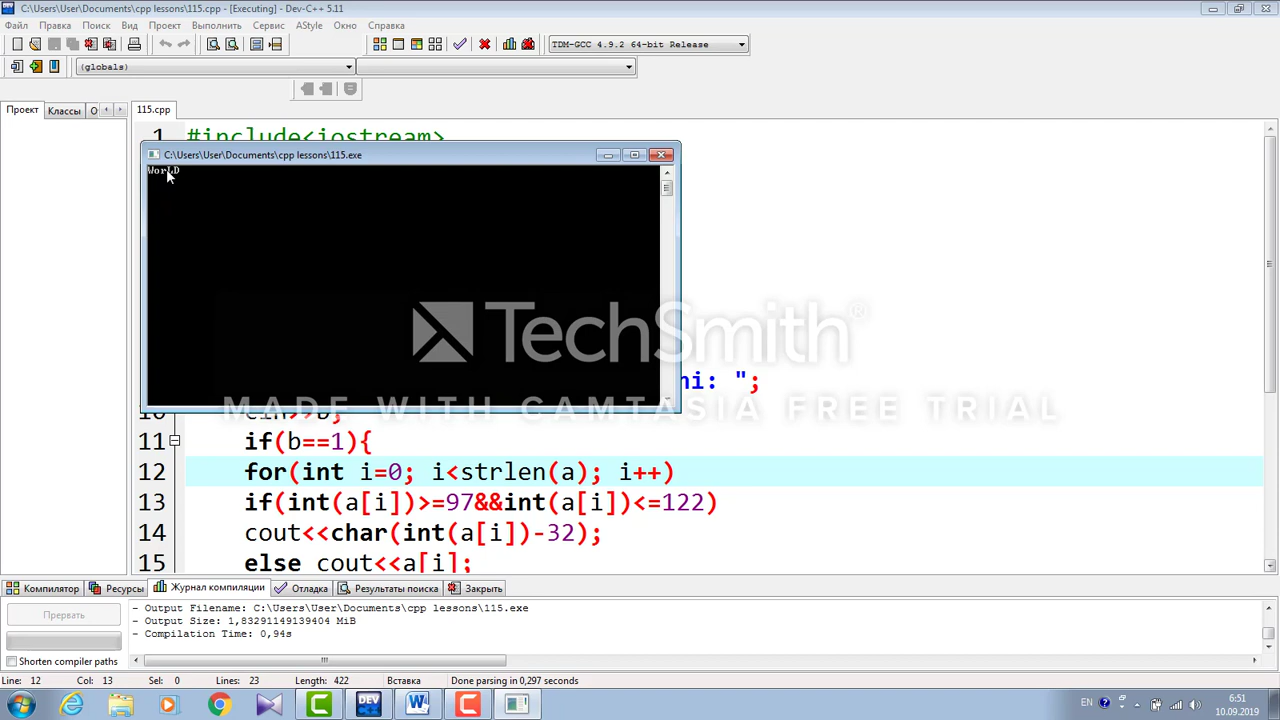 C:\Users\User\Documents\cpp lessons\115.cpp - [Executing] - Dev-C++ 5.11
Файл Правка Поиск Вид Проект Выполнить Сервис AStyle Окно Справка
TDM-GCC 4.9.2 64-bit Release
(globals)
Проект Классы О 115.cpp
1 #include<iostream>
C:\Users\User\Documents\cpp lessons\115.exe
WorLD
TechSmith®
ni: ";
MADE WITH CAMTASIA FREE TRIAL
10 cin>>b;
11 if(b==1){
12 for(int i=0; i<strlen(a); i++)
13 if(int(a[i])>=97&&int(a[i])<=122)
14 cout<<char(int(a[i])-32);
15 else cout<<a[i];
Компилятор Ресурсы Журнал компиляции Отладка Результаты поиска Закрыть
Прервать
- Output Filename: C:\Users\User\Documents\cpp lessons\115.exe
- Output Size: 1,83291149139404 MiB
- Compilation Time: 0,94s
Shorten compiler paths
Line: 12 Col: 13 Sel: 0 Lines: 23 Length: 422 Вставка Done parsing in 0,297 seconds
DEV
EN 6:51
10.09.2019